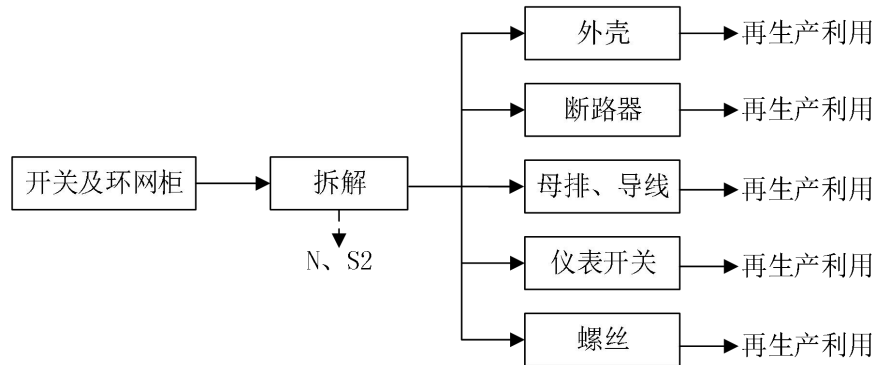 外壳
再生产利用
断路器
再生产利用
开关及环网柜
拆解
母排、导线
再生产利用
N、S2
仪表开关
再生产利用
螺丝
再生产利用